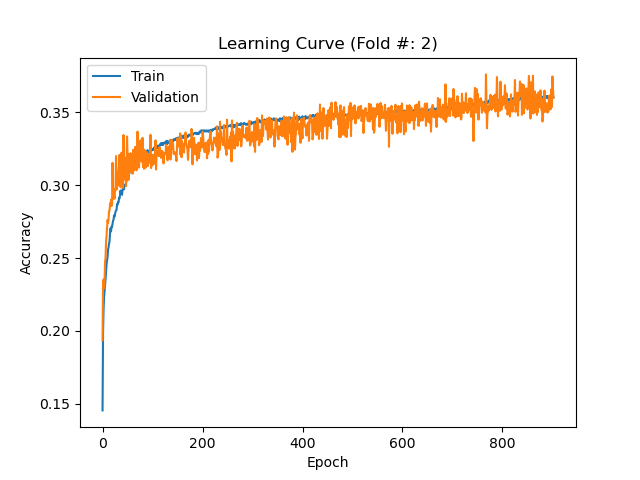 Learning Curve (Fold #: 2)
Train
Validation
0.35
0.30
0.25
0.20
0.15
Accuracy
0 200 400 600 800
Epoch